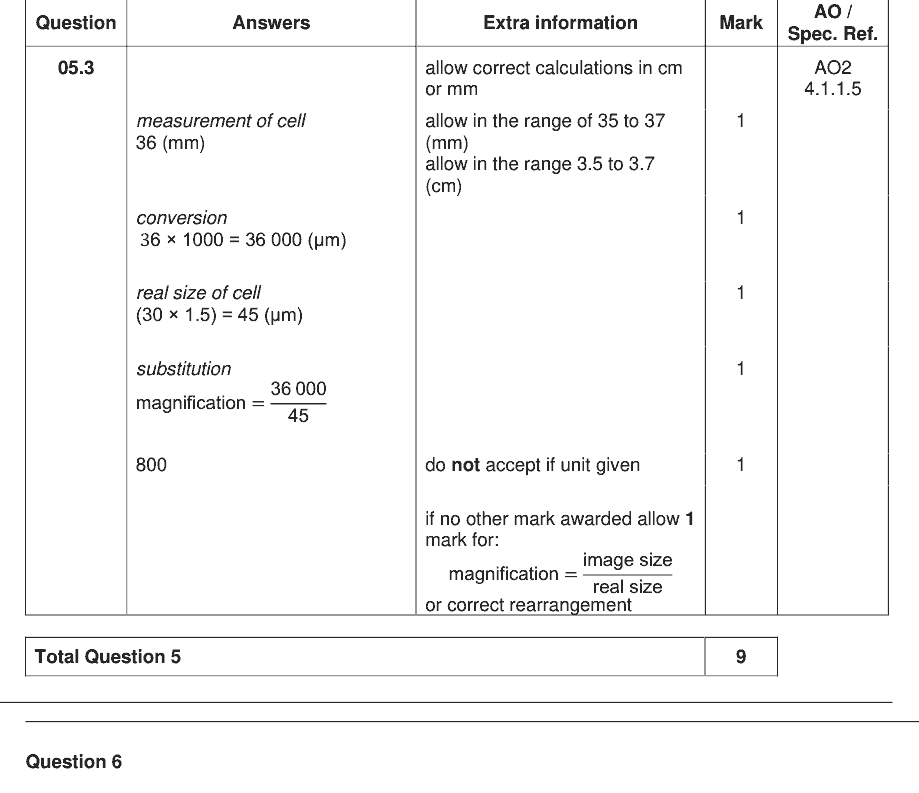 Question Answers Extra information Mark AO /
Spec. Ref.
05.3 allow correct calculations in cm AO2
or mm 4.1.1.5
measurement of cell allow in the range of 35 to 37 1
36 (mm) (mm)
allow in the range 3.5 to 3.7
(cm)
conversion 1
36 × 1000 = 36 000 (µm)
real size of cell 1
(30 × 1.5) = 45 (µm)
substitution 1
magnification = 36 000
45
800 do not accept if unit given 1
if no other mark awarded allow 1
mark for:
magnification = image size
real size
or correct rearrangement
Total Question 5 9
Question 6